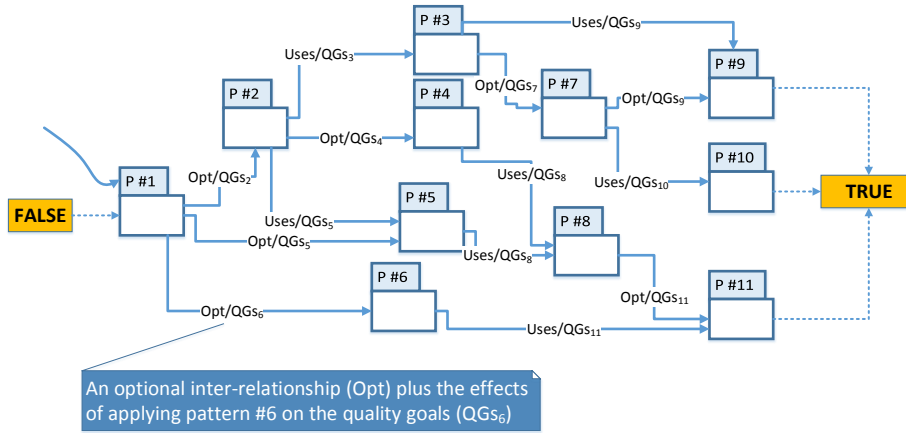 P #3
Uses/QGs9
Uses/QGs3
P #9
P #2
P #4
Opt/QGs7
P #7
Opt/QGs9
Opt/QGs4
P #10
P #1
Opt/QGs2
Uses/QGs8
Uses/QGs10
FALSE
TRUE
P #5
Uses/QGs5
P #8
Opt/QGs5
Uses/QGs8
P #6
P #11
Opt/QGs11
Opt/QGs6
Uses/QGs11
An optional inter-relationship (Opt) plus the effects
of applying pattern #6 on the quality goals (QGs6)